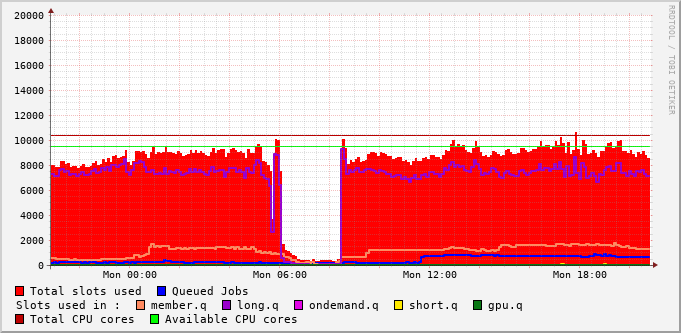 20000
18000
16000
14000
12000
10000
8000
6000
4000
2000
0
Mon 00:00 Mon 06:00 Mon 12:00 Mon 18:00
RRDTOOL / TOBI OETIKER
Total slots used Queued Jobs
Slots used in : member.q long.q ondemand.q short.q gpu.q
Total CPU cores Available CPU cores